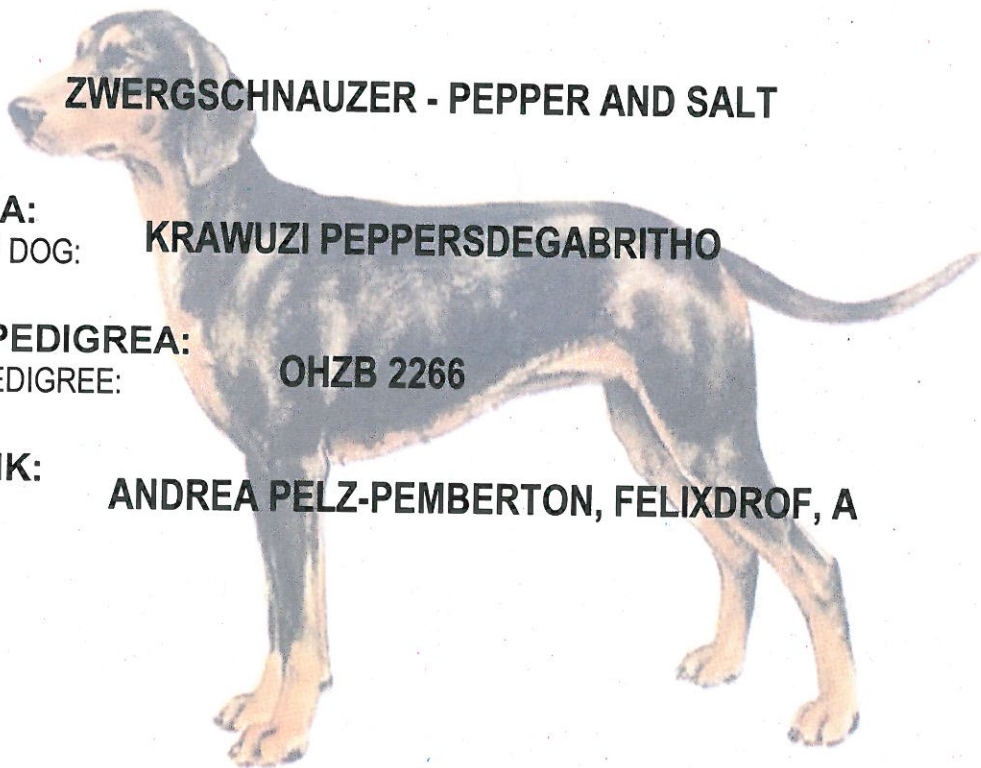 ZWERGSCHNAUZER - PEPPER AND SALT
A:
DOG: KRAWUZI PEPPERSDEGABRITHO
PEDIGREA:
EDIGREE: OHZB 2266
IK:
ANDREA PELZ-PEMBERTON, FELIXDROF, A